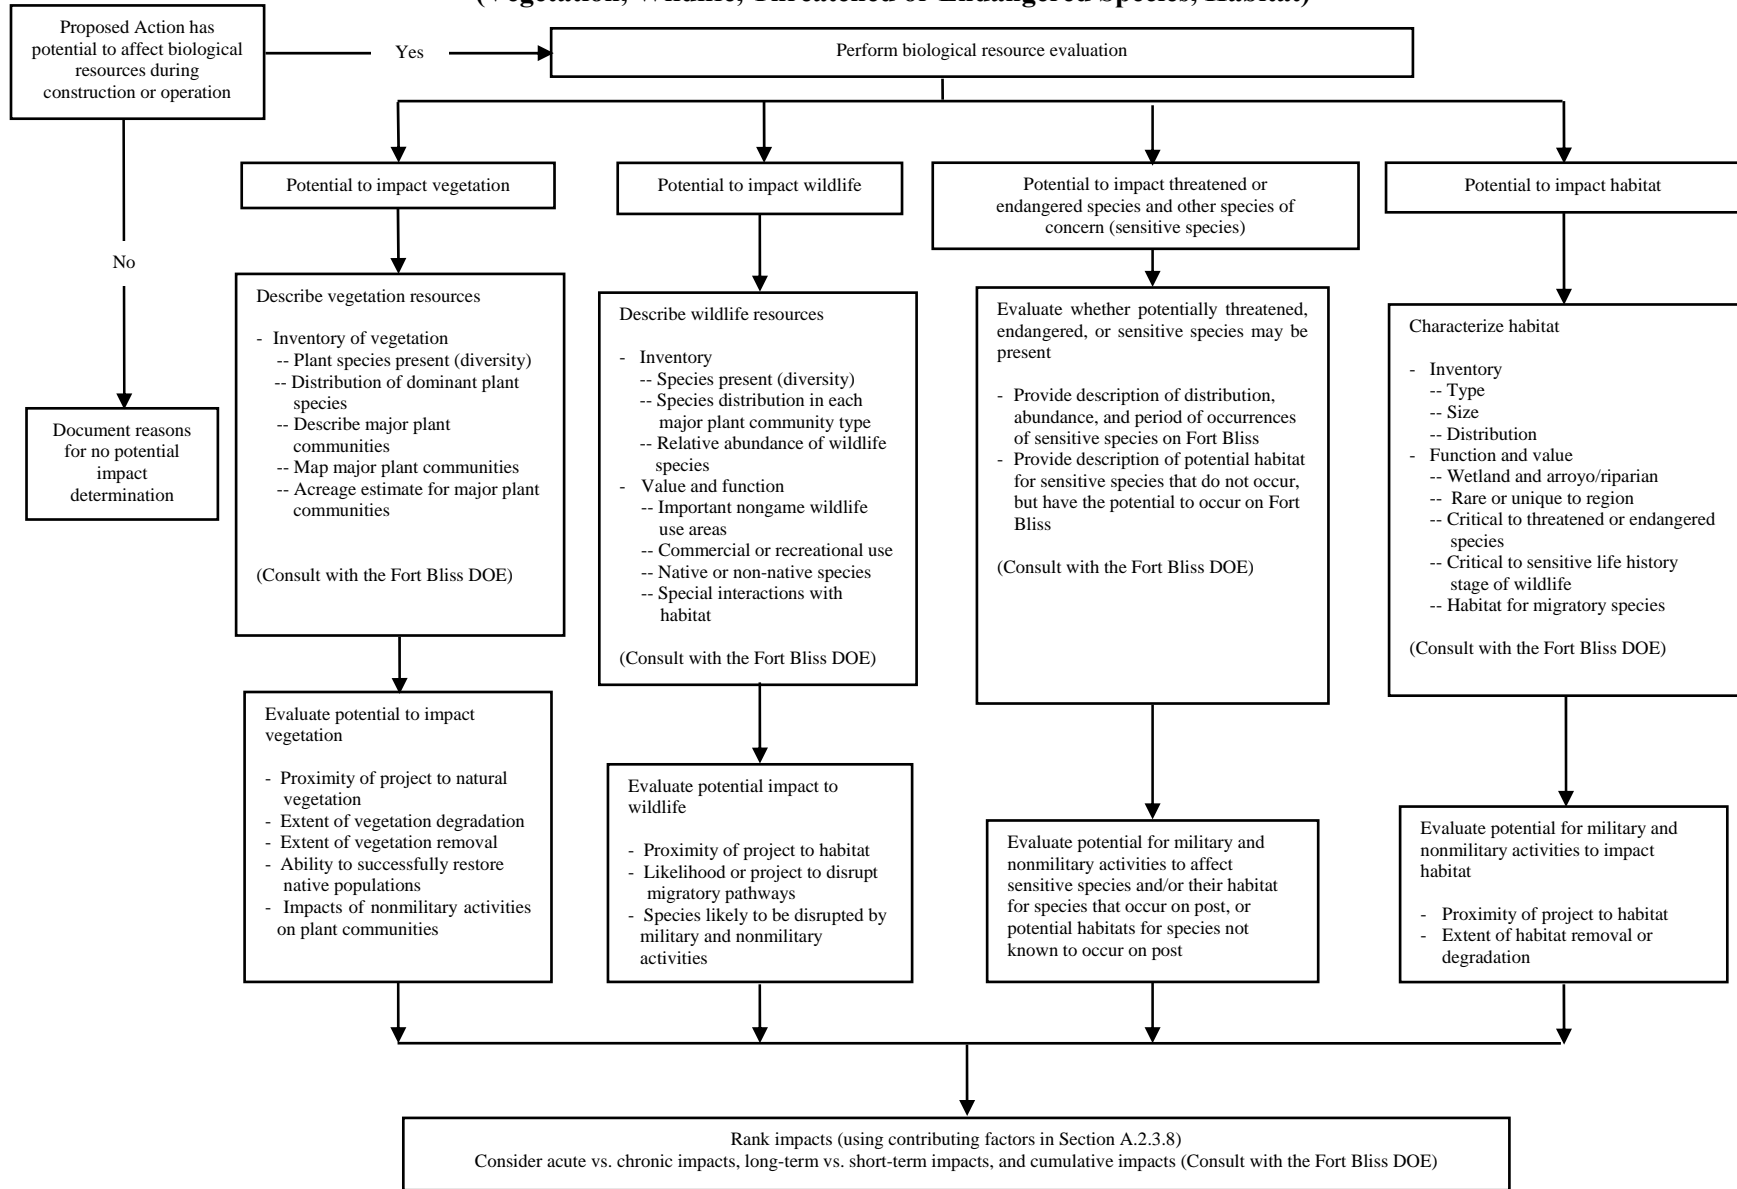 (Vegetation, Wildlife, Threatened or Endangered Species, Habitat)
Proposed Action has
potential to affect biological
resources during
construction or operation
Yes
Perform biological resource evaluation
No
Document reasons
for no potential
impact
determination
Potential to impact vegetation
Potential to impact wildlife
Potential to impact threatened or
endangered species and other species of
concern (sensitive species)
Potential to impact habitat
Describe vegetation resources
- Inventory of vegetation
-- Plant species present (diversity)
-- Distribution of dominant plant
species
-- Describe major plant
communities
-- Map major plant communities
-- Acreage estimate for major plant
communities
(Consult with the Fort Bliss DOE)
Describe wildlife resources
- Inventory
-- Species present (diversity)
-- Species distribution in each
major plant community type
-- Relative abundance of wildlife
species
- Value and function
-- Important nongame wildlife
use areas
-- Commercial or recreational use
-- Native or non-native species
-- Special interactions with
habitat
(Consult with the Fort Bliss DOE)
Evaluate whether potentially threatened,
endangered, or sensitive species may be
present
- Provide description of distribution,
abundance, and period of occurrences
of sensitive species on Fort Bliss
- Provide description of potential habitat
for sensitive species that do not occur,
but have the potential to occur on Fort
Bliss
(Consult with the Fort Bliss DOE)
Characterize habitat
- Inventory
-- Type
-- Size
-- Distribution
- Function and value
-- Wetland and arroyo/riparian
-- Rare or unique to region
-- Critical to threatened or endangered
species
-- Critical to sensitive life history
stage of wildlife
-- Habitat for migratory species
(Consult with the Fort Bliss DOE)
Evaluate potential to impact
vegetation
- Proximity of project to natural
vegetation
- Extent of vegetation degradation
- Extent of vegetation removal
- Ability to successfully restore
native populations
- Impacts of nonmilitary activities
on plant communities
Evaluate potential impact to
wildlife
- Proximity of project to habitat
- Likelihood or project to disrupt
migratory pathways
- Species likely to be disrupted by
military and nonmilitary
activities
Evaluate potential for military and
nonmilitary activities to affect
sensitive species and/or their habitat
for species that occur on post, or
potential habitats for species not
known to occur on post
Evaluate potential for military and
nonmilitary activities to impact
habitat
- Proximity of project to habitat
- Extent of habitat removal or
degradation
Rank impacts (using contributing factors in Section A.2.3.8)
Consider acute vs. chronic impacts, long-term vs. short-term impacts, and cumulative impacts (Consult with the Fort Bliss DOE)